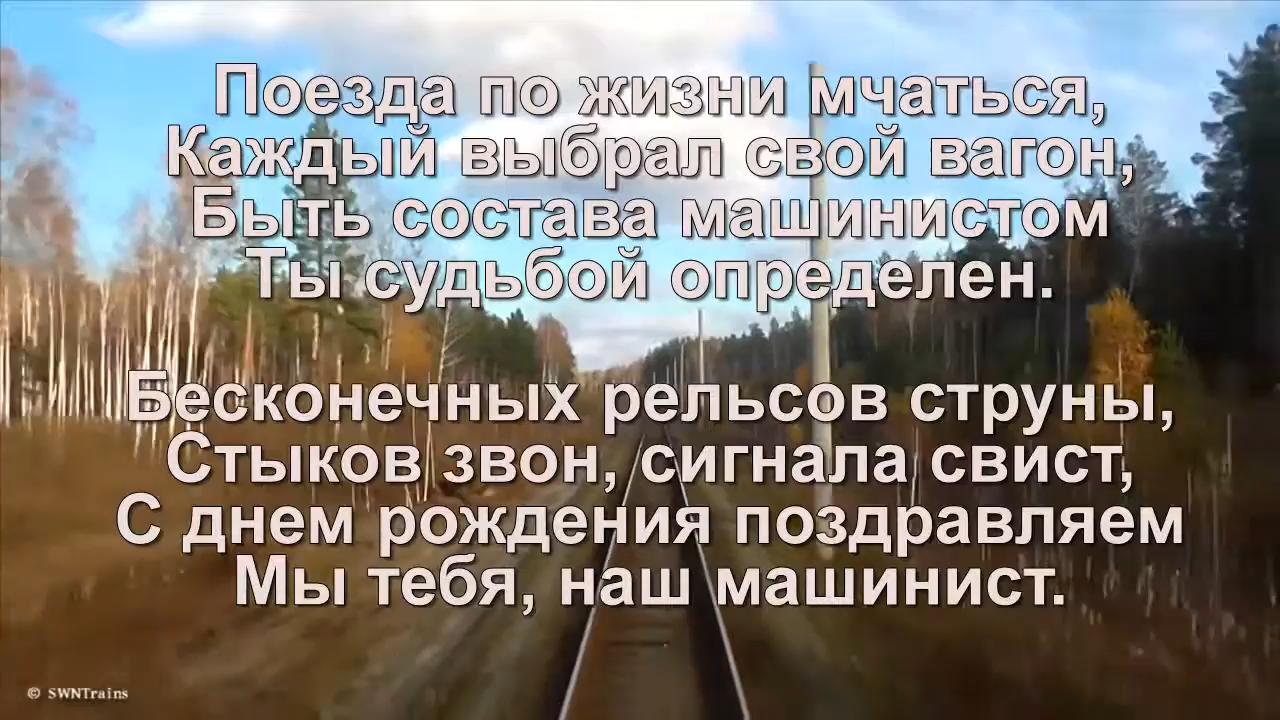 Поезда по жизни мчаться,
Каждый выбрал свой вагон,
Быть состава машинистом
Ты судьбой определен.
Бесконечных рельсов струны,
Стыков звон, сигнала свист,
С днем рождения поздравляем
Мы тебя, наш машинист.
© SWNTrains